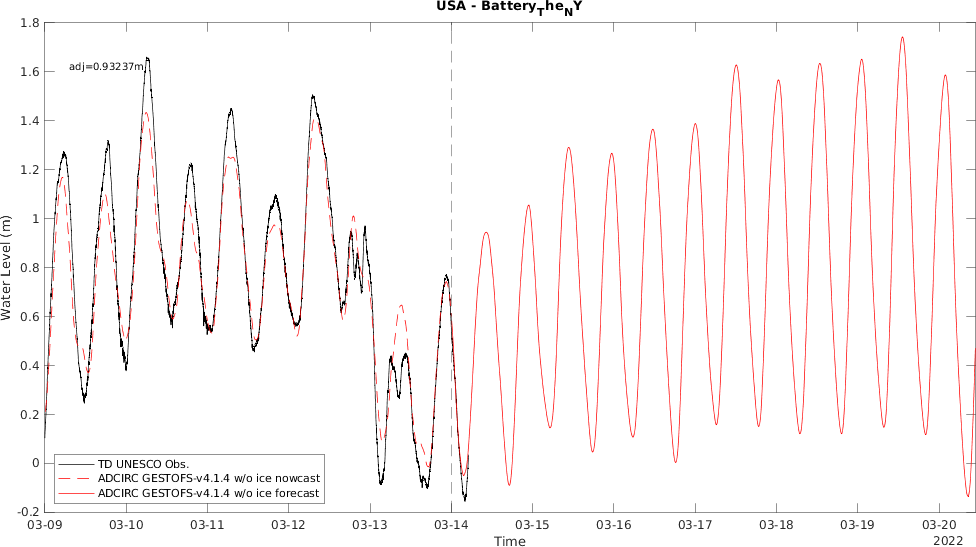 USA - BatteryTheNY
1.8
1.6
1.4
1.2
1
0.8
0.6
0.4
0.2
0
-0.2
Water Level (m)
adj=0.93237m
TD UNESCO Obs.
ADCIRC GESTOFS-v4.1.4 w/o ice nowcast
ADCIRC GESTOFS-v4.1.4 w/o ice forecast
03-09 03-10 03-11 03-12 03-13 03-14 03-15 03-16 03-17 03-18 03-19 03-20
Time
2022